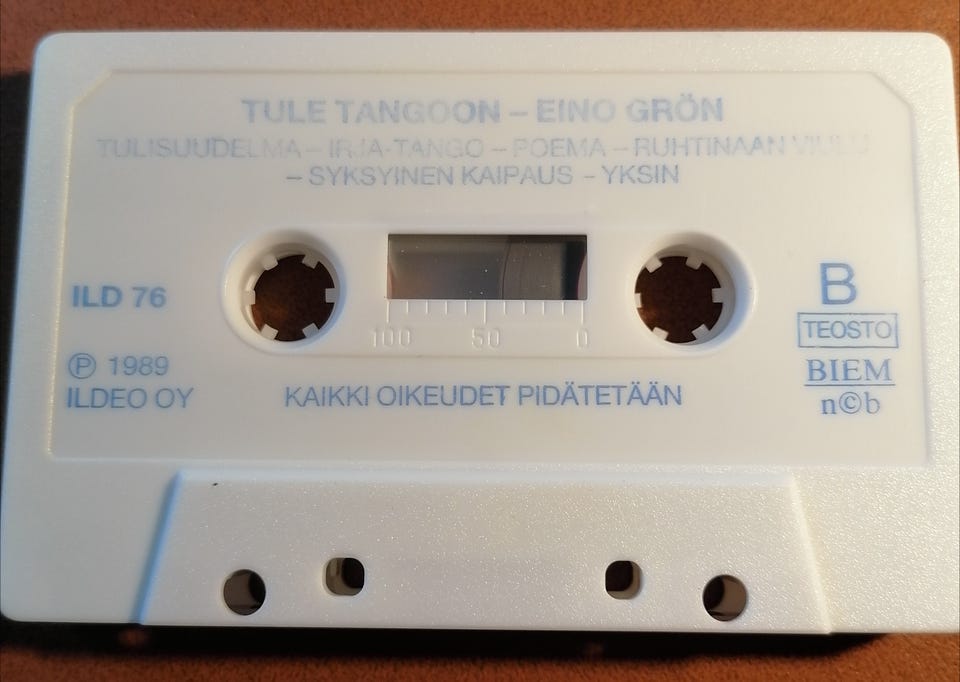 TULE TANGOON – EINO GRÖN
TULISUUDELMA – IRJA-TANGO – POEMA – RUHTINAAN VIULU
– SYKSYINEN KAIPAUS – YKSIN
ILD 76
100 50 0
B
TEOSTO
BIEM
n©b
℗ 1989
ILDEO OY
KAIKKI OIKEUDET PIDÄTETÄÄN